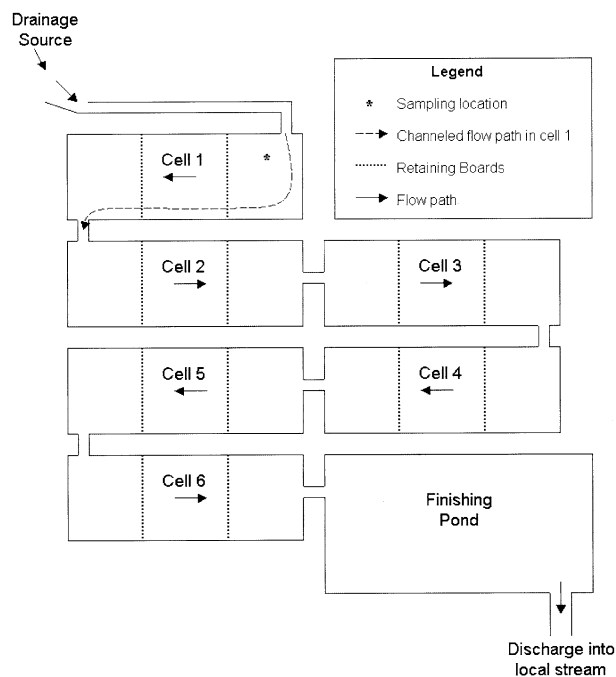 Drainage
Source
Legend
* Sampling location
Channeled flow path in cell 1
Retaining Boards
Flow path
Cell 1
*
Cell 2
Cell 3
Cell 5
Cell 4
Cell 6
Finishing
Pond
Discharge into
local stream